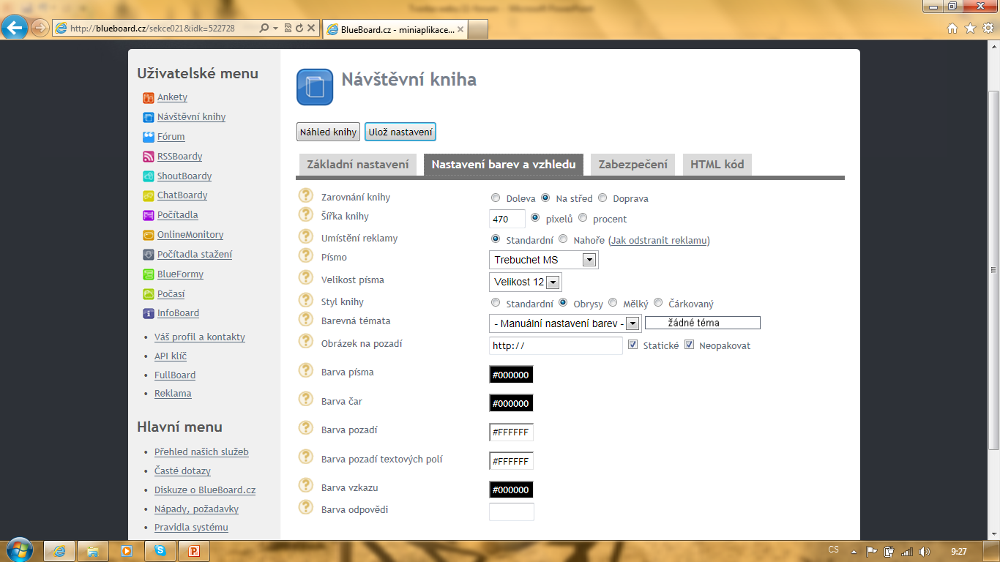 http://blueboard.cz/sekce021&idk=522728
BlueBoard.cz - miniaplikace...
Uživatelské menu
Ankety
Návštěvní knihy
Fórum
RSSBoardy
ShoutBoardy
ChatBoardy
Počítadla
OnlineMonitory
Počítadla stažení
BlueFormy
Počasí
InfoBoard
Váš profil a kontakty
API klíč
FullBoard
Reklama
Hlavní menu
Přehled našich služeb
Časté dotazy
Diskuze o BlueBoard.cz
Nápady, požadavky
Pravidla systému
Návštěvní kniha
Náhled knihy Ulož nastavení
Základní nastavení Nastavení barev a vzhledu Zabezpečení HTML kód
Zarovnání knihy Doleva Na střed Doprava
Šířka knihy 470 pixelů procent
Umístění reklamy Standardní Nahoře (Jak odstranit reklamu)
Písmo Trebuchet MS
Velikost písma Velikost 12
Styl knihy Standardní Obrysy Mělký Čárkovaný
Barevná témata - Manuální nastavení barev - žádné téma
Obrázek na pozadí http:// Statické Neopakovat
Barva písma #000000
Barva čar #000000
Barva pozadí #FFFFFF
Barva pozadí textových polí #FFFFFF
Barva vzkazu #000000
Barva odpovědi
CS 9:27